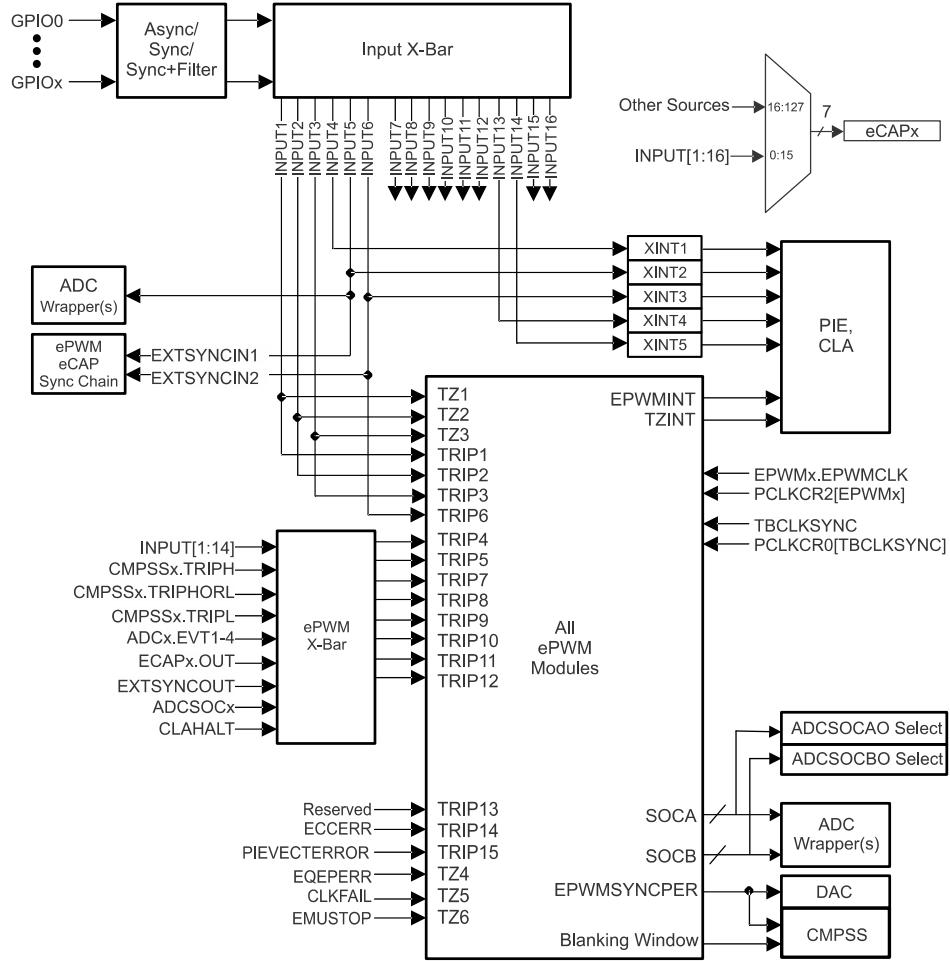 GPIO0
GPIOx
Async/
Sync/
Sync+Filter
Input X-Bar
INPUT1
INPUT2
INPUT3
INPUT4
INPUT5
INPUT6
INPUT7
INPUT8
INPUT9
INPUT10
INPUT11
INPUT12
INPUT13
INPUT14
INPUT15
INPUT16
Other Sources
16:127
7
eCAPx
INPUT[1:16]
0:15
XINT1
XINT2
XINT3
XINT4
XINT5
PIE,
CLA
ADC
Wrapper(s)
ePWM
eCAP
Sync Chain
EXTSYNCIN1
EXTSYNCIN2
TZ1
TZ2
TZ3
TRIP1
TRIP2
TRIP3
TRIP6
TRIP4
TRIP5
TRIP7
TRIP8
TRIP9
TRIP10
TRIP11
TRIP12
EPWMINT
TZINT
EPWMx.EPWMCLK
PCLKCR2[EPWMx]
TBCLKSYNC
PCLKCR0[TBCLKSYNC]
INPUT[1:14]
CMPSSx.TRIPH
CMPSSx.TRIPHORL
CMPSSx.TRIPL
ADCx.EVT1-4
ECAPx.OUT
EXTSYNCOUT
ADCSOCx
CLAHALT
ePWM
X-Bar
All
ePWM
Modules
Reserved
ECCERR
PIEVECTERROR
EQEPERR
CLKFAIL
EMUSTOP
TRIP13
TRIP14
TRIP15
TZ4
TZ5
TZ6
SOCA
SOCB
EPWMSYNCPER
Blanking Window
ADCSOCAO Select
ADCSOCBO Select
ADC
Wrapper(s)
DAC
CMPSS